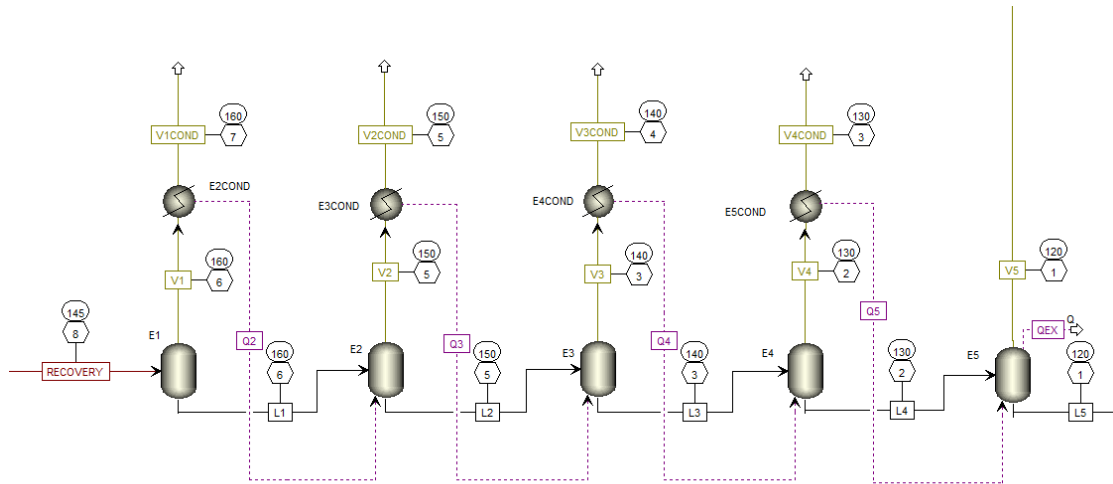 160
V1COND
7
150
V2COND
5
140
V3COND
4
130
V4COND
3
E2COND
E3COND
E4COND
E5COND
160
V1
6
150
V2
5
140
V3
3
130
V4
2
120
V5
1
145
8
E1
Q2
160
6
E2
Q3
150
5
E3
Q4
140
3
E4
Q5
130
2
E5
QEX
Q
120
1
RECOVERY
L1
L2
L3
L4
L5